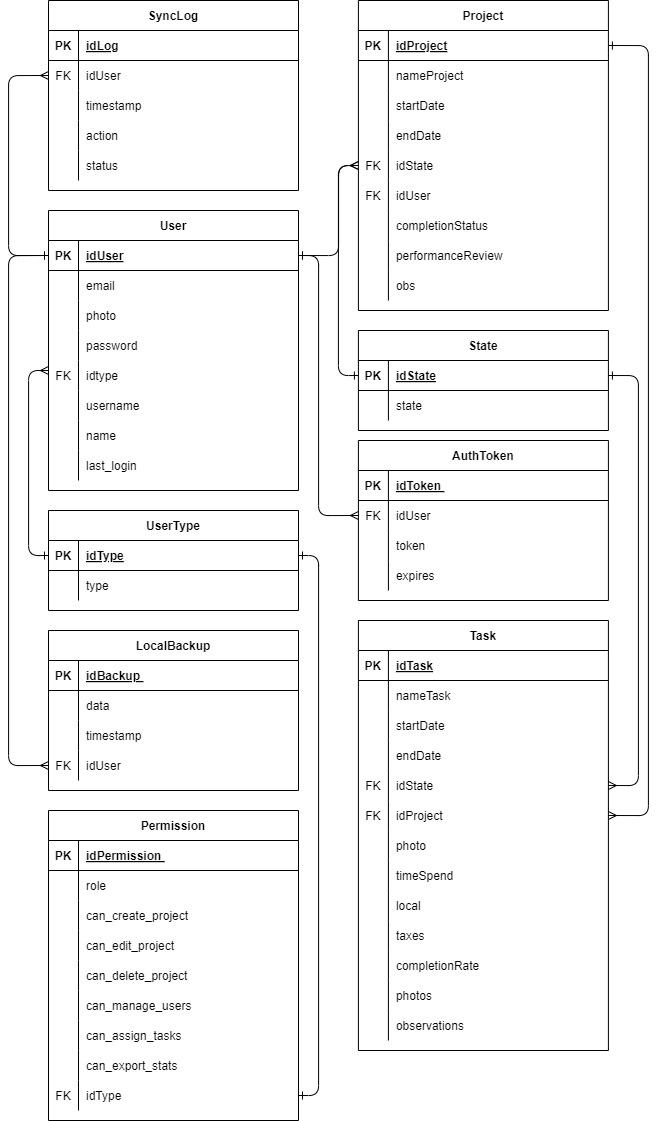 SyncLog
PK idLog
FK idUser
timestamp
action
status
User
PK idUser
email
photo
password
FK idtype
username
name
last_login
UserType
PK idType
type
LocalBackup
PK idBackup
data
timestamp
FK idUser
Permission
PK idPermission
role
can_create_project
can_edit_project
can_delete_project
can_manage_users
can_assign_tasks
can_export_stats
FK idType
Project
PK idProject
nameProject
startDate
endDate
FK idState
FK idUser
completionStatus
performanceReview
obs
State
PK idState
state
AuthToken
PK idToken
FK idUser
token
expires
Task
PK idTask
nameTask
startDate
endDate
FK idState
FK idProject
photo
timeSpend
local
taxes
completionRate
photos
observations